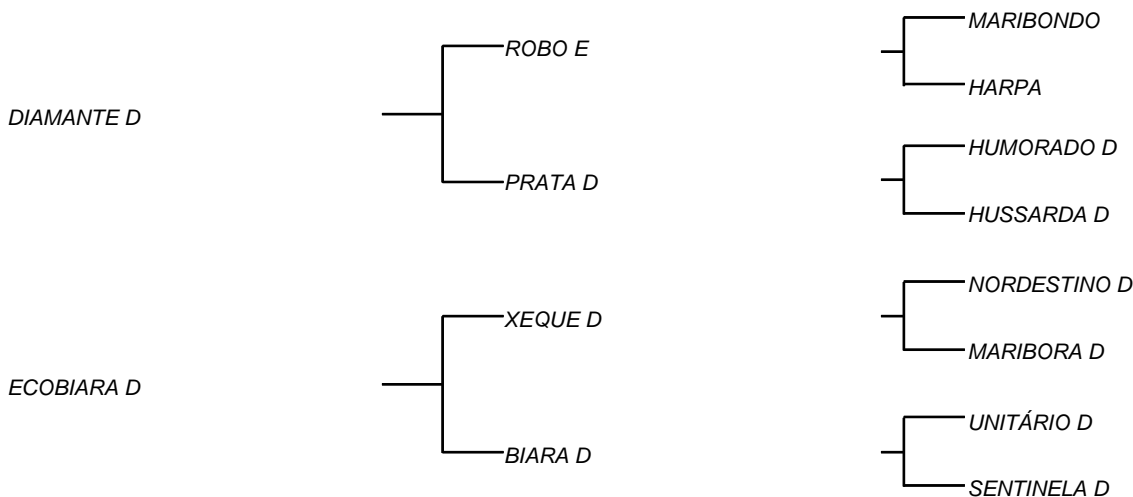 MARIBONDO
ROBO E
HARPA
DIAMANTE D
HUMORADO D
PRATA D
HUSSARDA D
NORDESTINO D
XEQUE D
MARIBORA D
ECOBIARA D
UNITÁRIO D
BIARA D
SENTINELA D